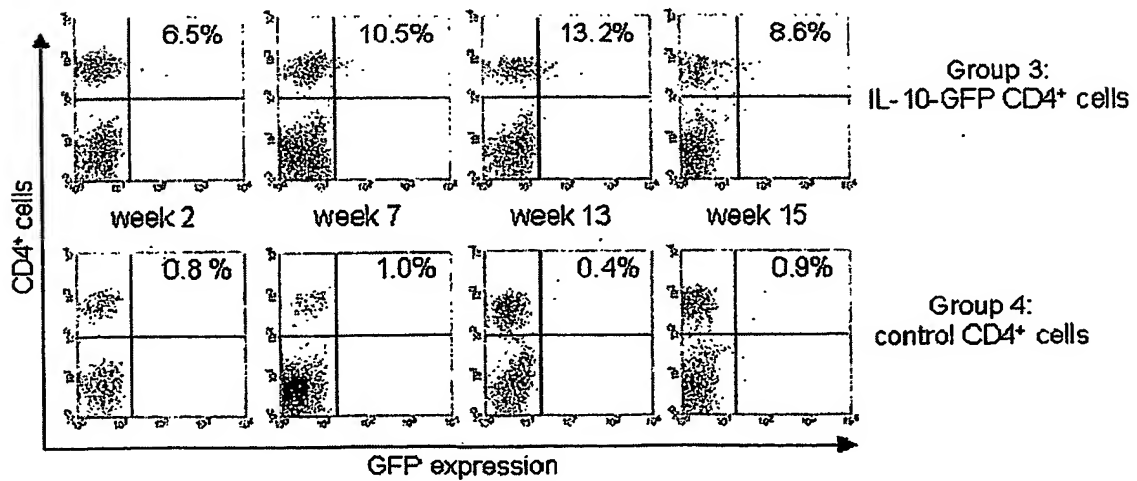 6.5%
10.5%
13.2%
8.6%
Group 3:
IL-10-GFP CD4⁺ cells
week 2
week 7
week 13
week 15
CD4⁺ cells
0.8 %
1.0%
0.4%
0.9%
Group 4:
control CD4⁺ cells
GFP expression